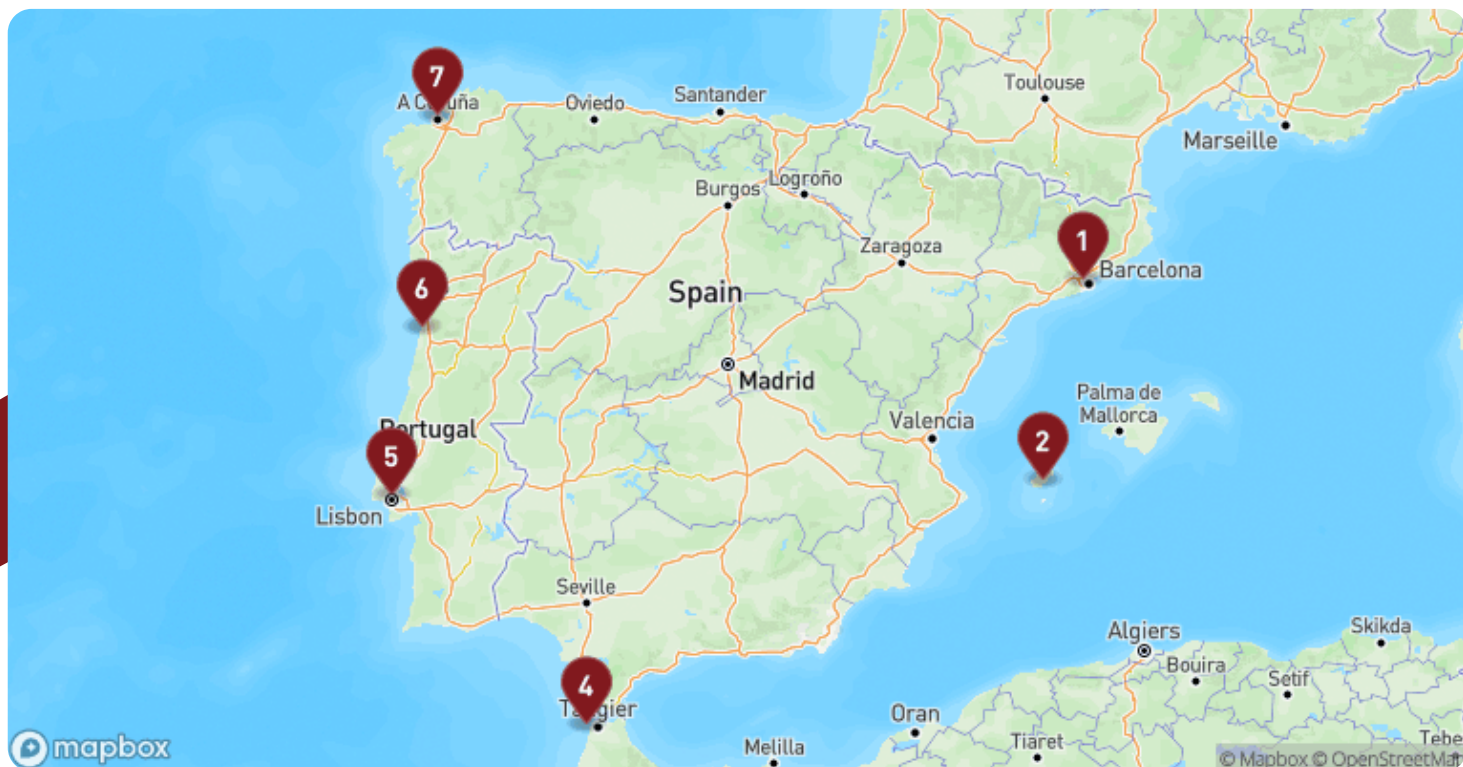 7
A Coruña
Oviedo
Santander
Toulouse
Marseille
Burgos
Logroño
Zaragoza
1
Barcelona
6
Spain
Madrid
Palma de
Mallorca
Valencia
2
Portugal
5
Lisbon
Seville
4
Tangier
Algiers
Skikda
Bouira
Setif
Oran
Melilla
Tiaret
Tebe
mapbox
© Mapbox © OpenStreetMap